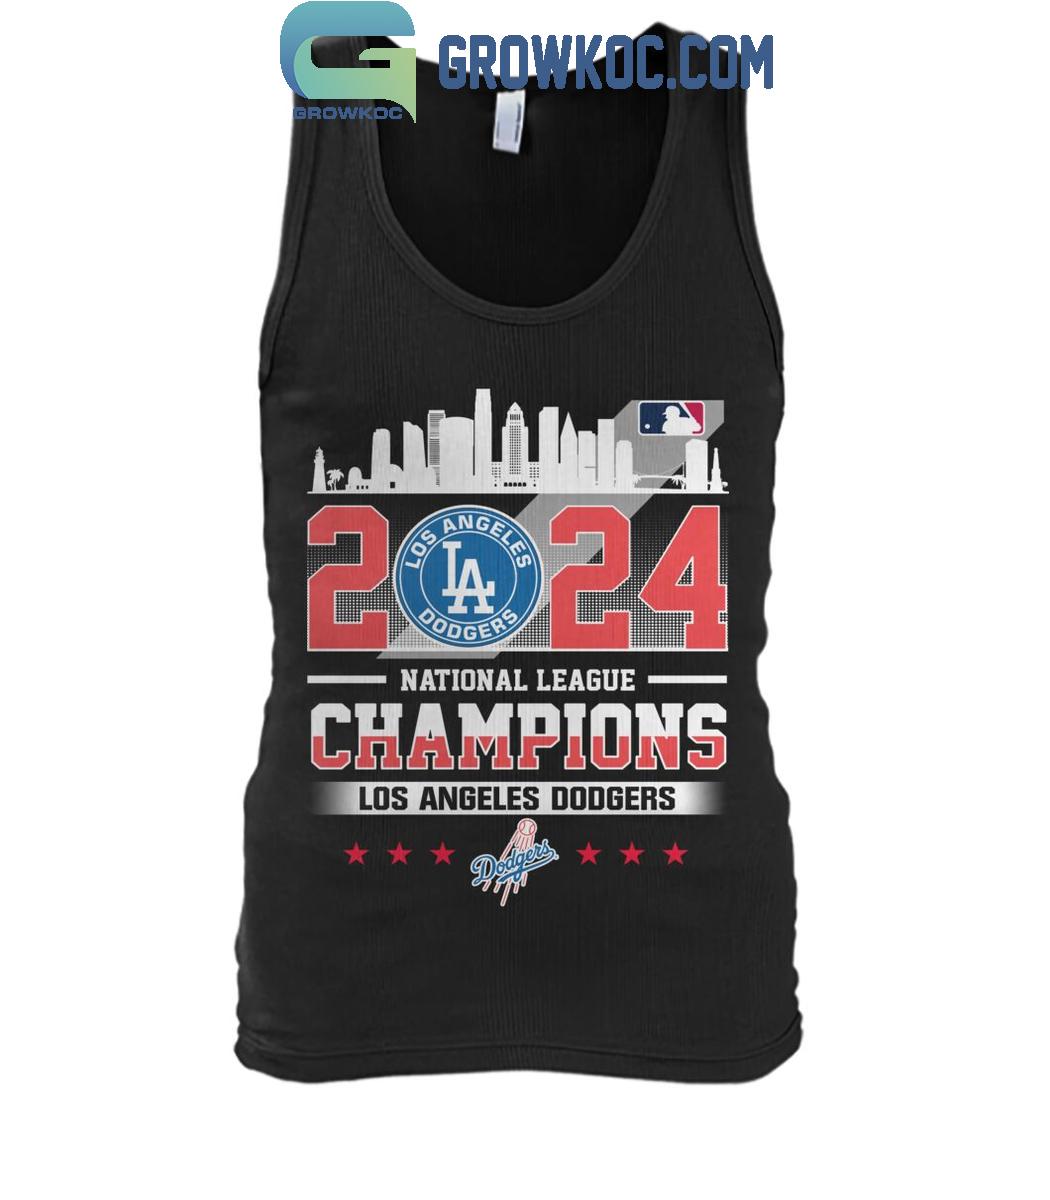 GROWKOC
GROWKOC.COM
2024
LOS ANGELES
LA
DODGERS
NATIONAL LEAGUE
CHAMPIONS
LOS ANGELES DODGERS
Dodgers